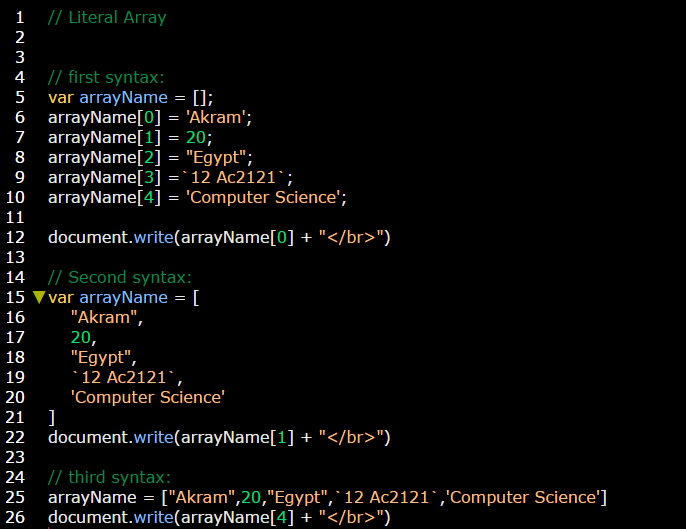 1 // Literal Array
2
3
4 // first syntax:
5 var arrayName = [];
6 arrayName[0] = 'Akram';
7 arrayName[1] = 20;
8 arrayName[2] = "Egypt";
9 arrayName[3] =`12 Ac2121`;
10 arrayName[4] = 'Computer Science';
11
12 document.write(arrayName[0] + "</br>")
13
14 // Second syntax:
15 var arrayName = [
16 "Akram",
17 20,
18 "Egypt",
19 `12 Ac2121`,
20 'Computer Science'
21 ]
22 document.write(arrayName[1] + "</br>")
23
24 // third syntax:
25 arrayName = ["Akram",20,"Egypt",`12 Ac2121`,'Computer Science']
26 document.write(arrayName[4] + "</br>")